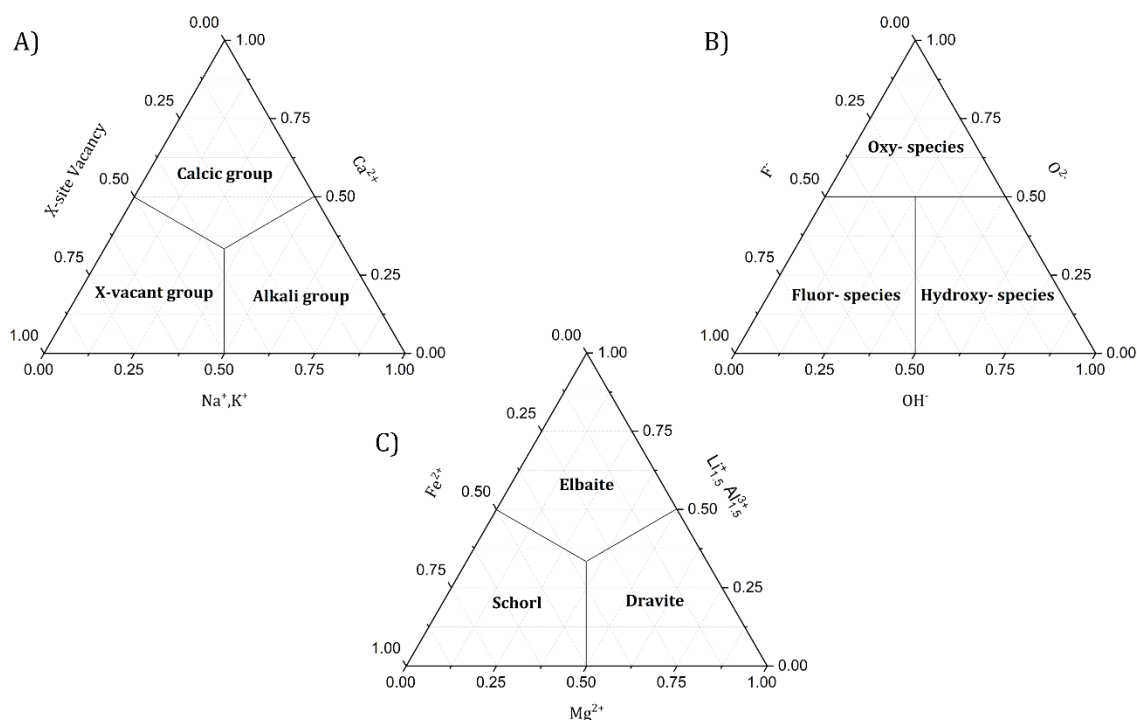 A)
0.00
1.00
0.25
0.75
X-site Vacancy
Ca²⁺
0.50
Calcic group
0.50
0.75
0.25
X-vacant group
Alkali group
1.00
0.00
0.00
0.25
0.50
0.75
1.00
Na⁺,K⁺
B)
0.00
1.00
0.25
0.75
Oxy- species
F⁻
O²⁻
0.50
0.50
0.75
0.25
Fluor- species
Hydroxy- species
1.00
0.00
0.00
0.25
0.50
0.75
1.00
OH⁻
C)
0.00
1.00
0.25
0.75
Fe²⁺
Li⁺₁.₅ Al³⁺₁.₅
0.50
Elbaite
0.50
0.75
0.25
Schorl
Dravite
1.00
0.00
0.00
0.25
0.50
0.75
1.00
Mg²⁺